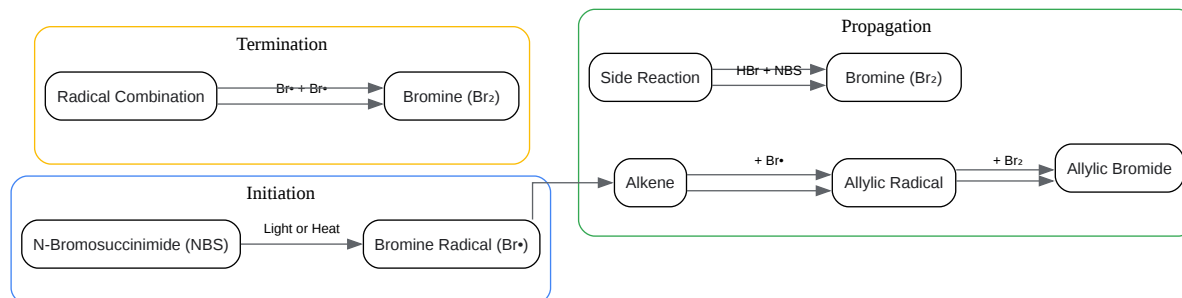 Termination
Radical Combination
Br• + Br•
Bromine (Br₂)
Initiation
N-Bromosuccinimide (NBS)
Light or Heat
Bromine Radical (Br•)
Propagation
Side Reaction
HBr + NBS
Bromine (Br₂)
Alkene
+ Br•
Allylic Radical
+ Br₂
Allylic Bromide